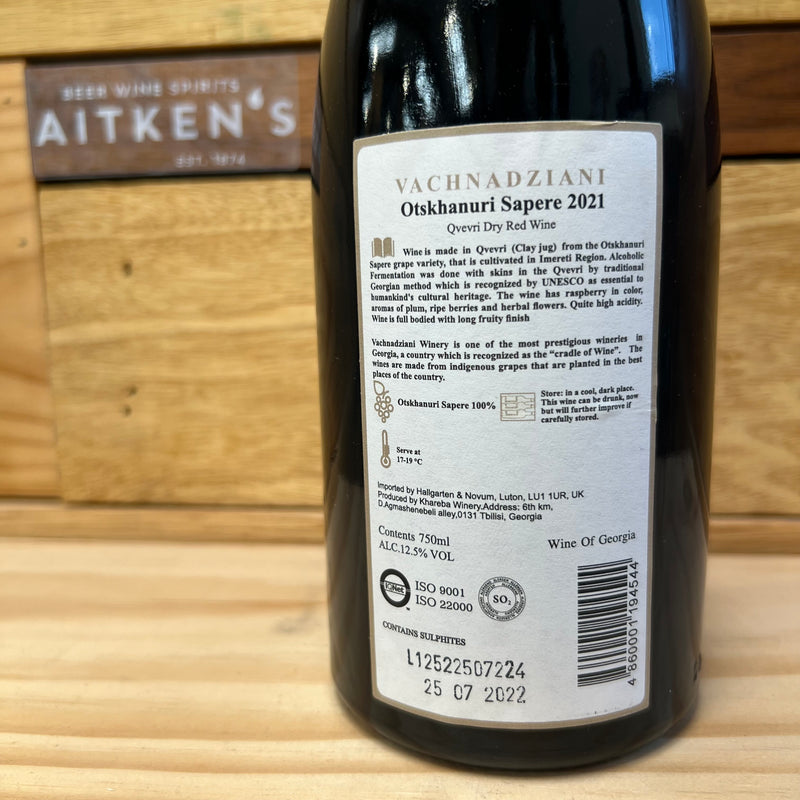 BEER WINE SPIRITS
AITKEN'S
EST. 1874
VACHNADZIANI
Otskhanuri Sapere 2021
Qvevri Dry Red Wine
Wine is made in Qvevri (Clay jug) from the Otskhanuri
Sapere grape variety, that is cultivated in Imereti Region. Alcoholic
Fermentation was done with skins in the Qvevri by traditional
Georgian method which is recognized by UNESCO as essential to
humankind's cultural heritage. The wine has raspberry in color,
aromas of plum, ripe berries and herbal flowers. Quite high acidity.
Wine is full bodied with long fruity finish
Vachnadziani Winery is one of the most prestigious wineries in
Georgia, a country which is recognized as the “cradle of Wine”. The
wines are made from indigenous grapes that are planted in the best
places of the country.
Otskhanuri Sapere 100%
Store: in a cool, dark place.
This wine can be drunk, now
but will further improve if
carefully stored.
Serve at
17-19 °C
Imported by Hallgarten & Novum, Luton, LU1 1UR, UK
Produced by Khareba Winery.Address: 6th km,
D.Agmashenebeli alley,0131 Tbilisi, Georgia
Contents 750ml
ALC.12.5% VOL
Wine Of Georgia
IQNet
ISO 9001
ISO 22000
SO2
CONTAINS SULPHITES
4 860001 194544
L12522507224
25 07 2022